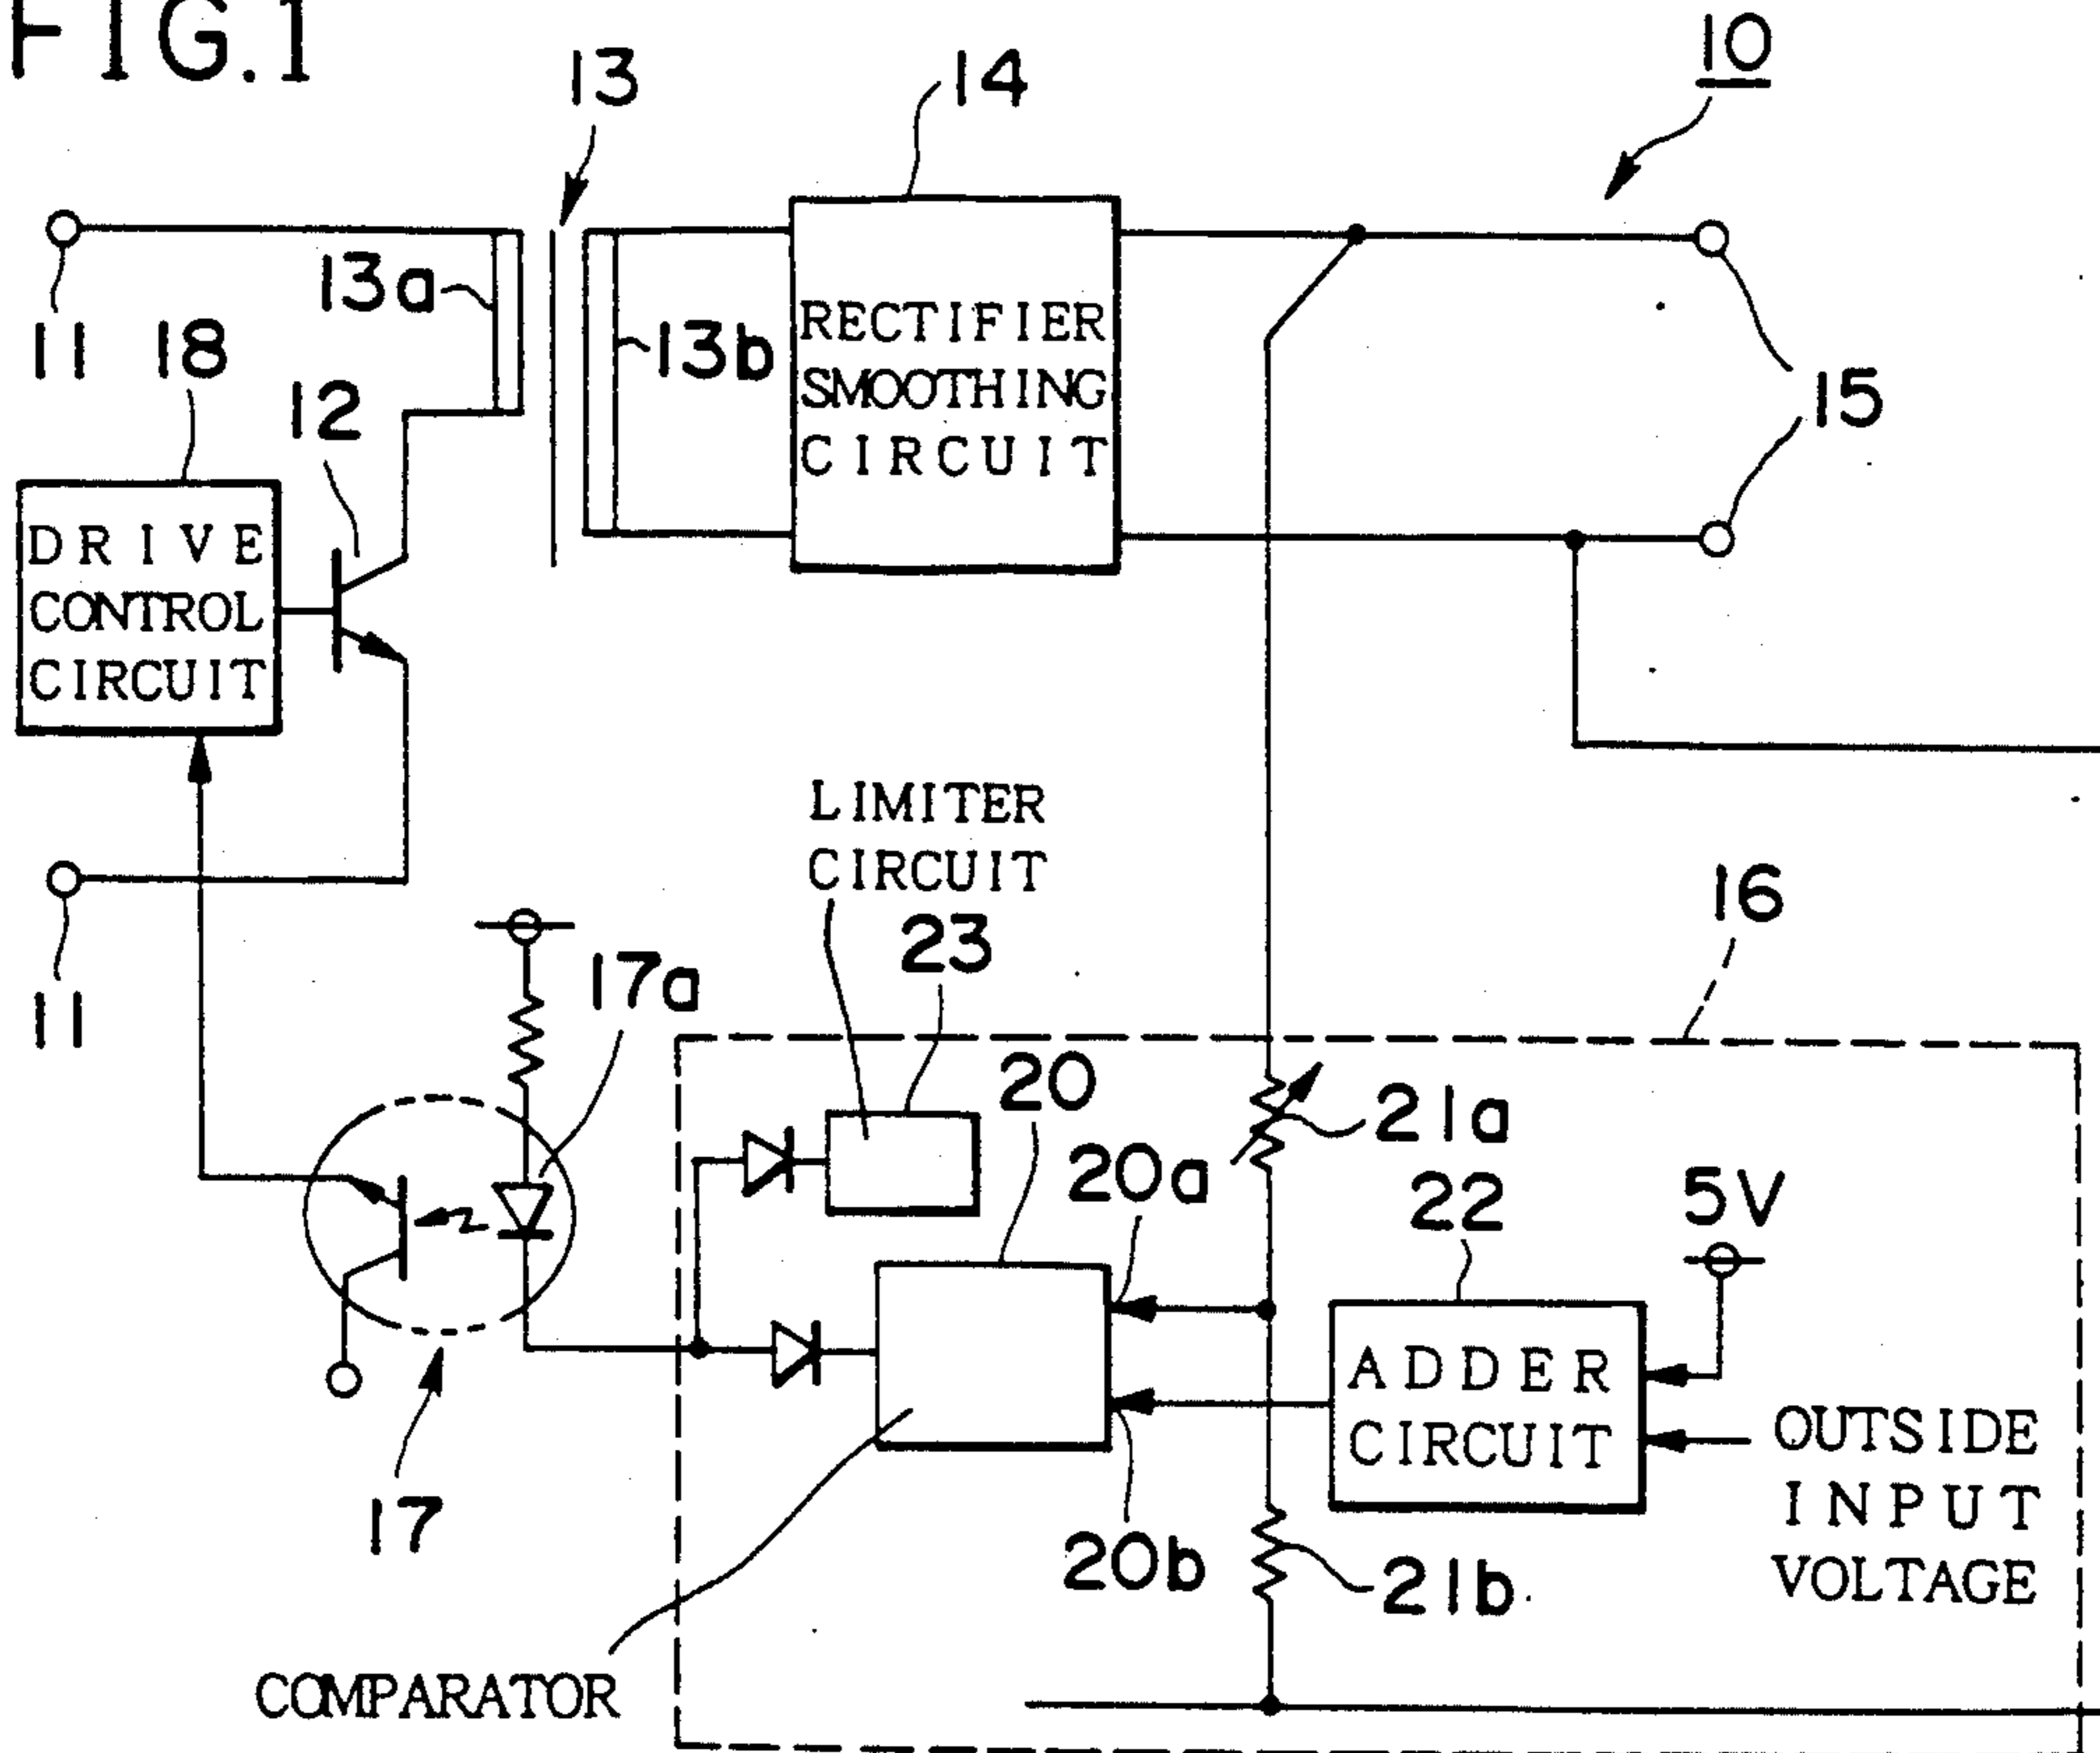 FIG.1
13
14
10
11
18
13a
13b
12
RECTIFIER
SMOOTHING
CIRCUIT
15
DRIVE
CONTROL
CIRCUIT
LIMITER
CIRCUIT
23
16
11
17a
20
21a
20a
22
5V
ADDER
CIRCUIT
OUTSIDE
INPUT
VOLTAGE
17
20b
21b
COMPARATOR